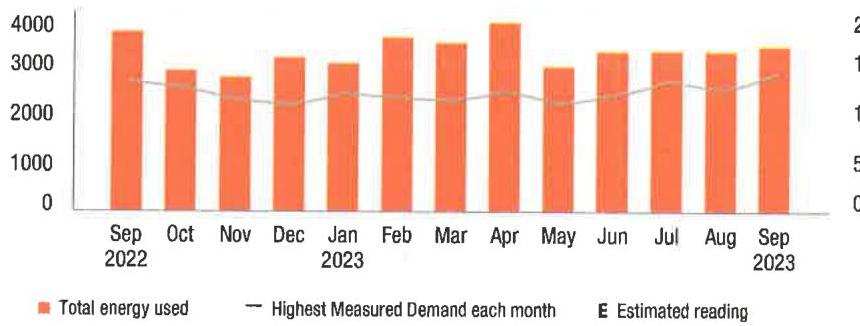 4000
3000
2000
1000
0
Sep Oct Nov Dec Jan Feb Mar Apr May Jun Jul Aug Sep
2022 2023 2023
Total energy used Highest Measured Demand each month E Estimated reading